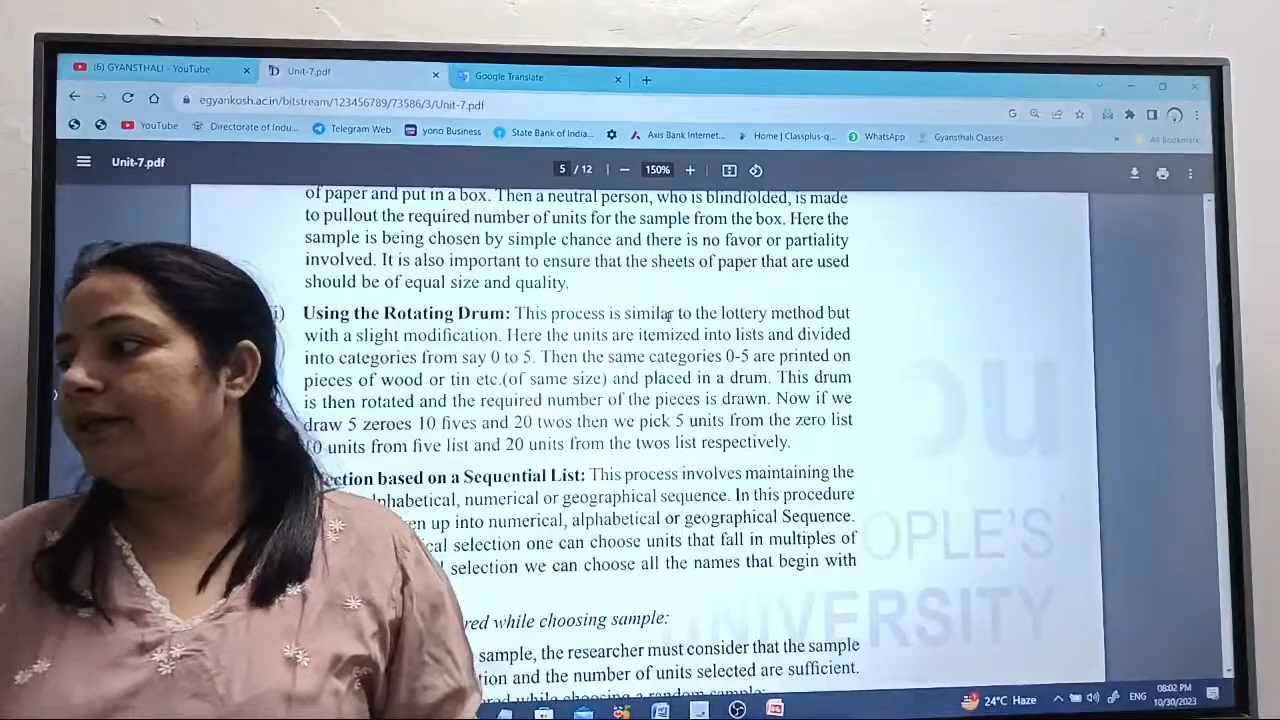 (6) GYANSTHALI - YouTube
Unit-7.pdf
Google Translate
egyankosh.ac.in/bitstream/123456789/73586/3/Unit-7.pdf
YouTube
Directorate of Indu...
Telegram Web
yono Business
State Bank of India...
Axis Bank Internet...
Home | Classplus-q...
WhatsApp
Gyansthali Classes
»
All Bookmarks
Unit-7.pdf
5 / 12
150%
of paper and put in a box. Then a neutral person, who is blindfolded, is made
to pullout the required number of units for the sample from the box. Here the
sample is being chosen by simple chance and there is no favor or partiality
involved. It is also important to ensure that the sheets of paper that are used
should be of equal size and quality.
i) Using the Rotating Drum: This process is similar to the lottery method but
with a slight modification. Here the units are itemized into lists and divided
into categories from say 0 to 5. Then the same categories 0-5 are printed on
pieces of wood or tin etc.(of same size) and placed in a drum. This drum
is then rotated and the required number of the pieces is drawn. Now if we
draw 5 zeroes 10 fives and 20 twos then we pick 5 units from the zero list
10 units from five list and 20 units from the twos list respectively.
ection based on a Sequential List: This process involves maintaining the
alphabetical, numerical or geographical sequence. In this procedure
en up into numerical, alphabetical or geographical Sequence.
cal selection one can choose units that fall in multiples of
selection we can choose all the names that begin with
red while choosing sample:
sample, the researcher must consider that the sample
tion and the number of units selected are sufficient.
red while choosing a random sample:
OPLE'S
UNIVERSITY
24°C Haze
ENG
08:02 PM
10/30/2023